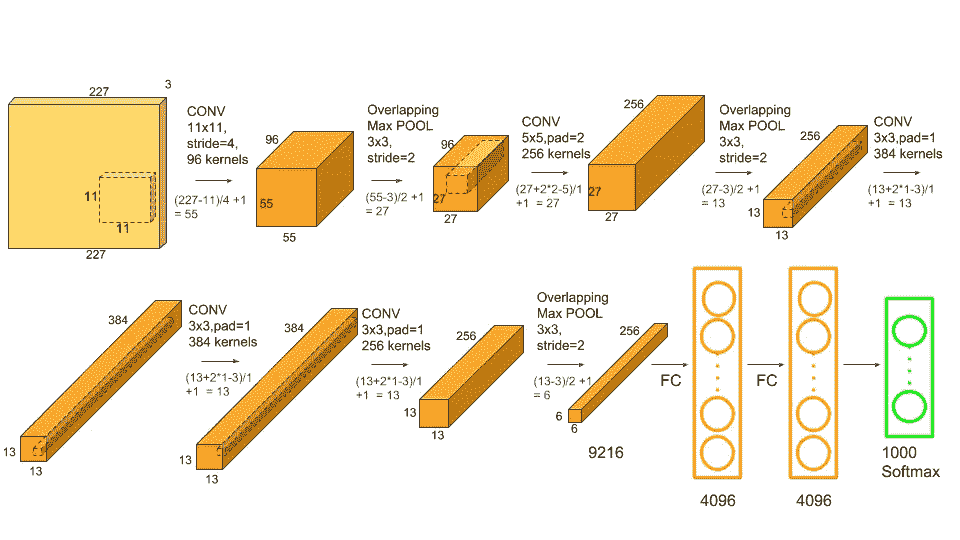 227
3
11
11
227
CONV
11x11,
stride=4,
96 kernels
(227-11)/4 +1
= 55
96
55
55
Overlapping
Max POOL
3x3,
stride=2
(55-3)/2 +1
= 27
96
27
27
CONV
5x5,pad=2
256 kernels
(27+2*2-5)/1
+1 = 27
256
27
27
Overlapping
Max POOL
3x3,
stride=2
(27-3)/2 +1
= 13
256
13
13
CONV
3x3,pad=1
384 kernels
(13+2*1-3)/1
+1 = 13
384
13
13
CONV
3x3,pad=1
384 kernels
(13+2*1-3)/1
+1 = 13
384
13
13
CONV
3x3,pad=1
256 kernels
(13+2*1-3)/1
+1 = 13
256
13
13
Overlapping
Max POOL
3x3,
stride=2
(13-3)/2 +1
= 6
256
6
6
9216
FC
4096
FC
4096
1000
Softmax